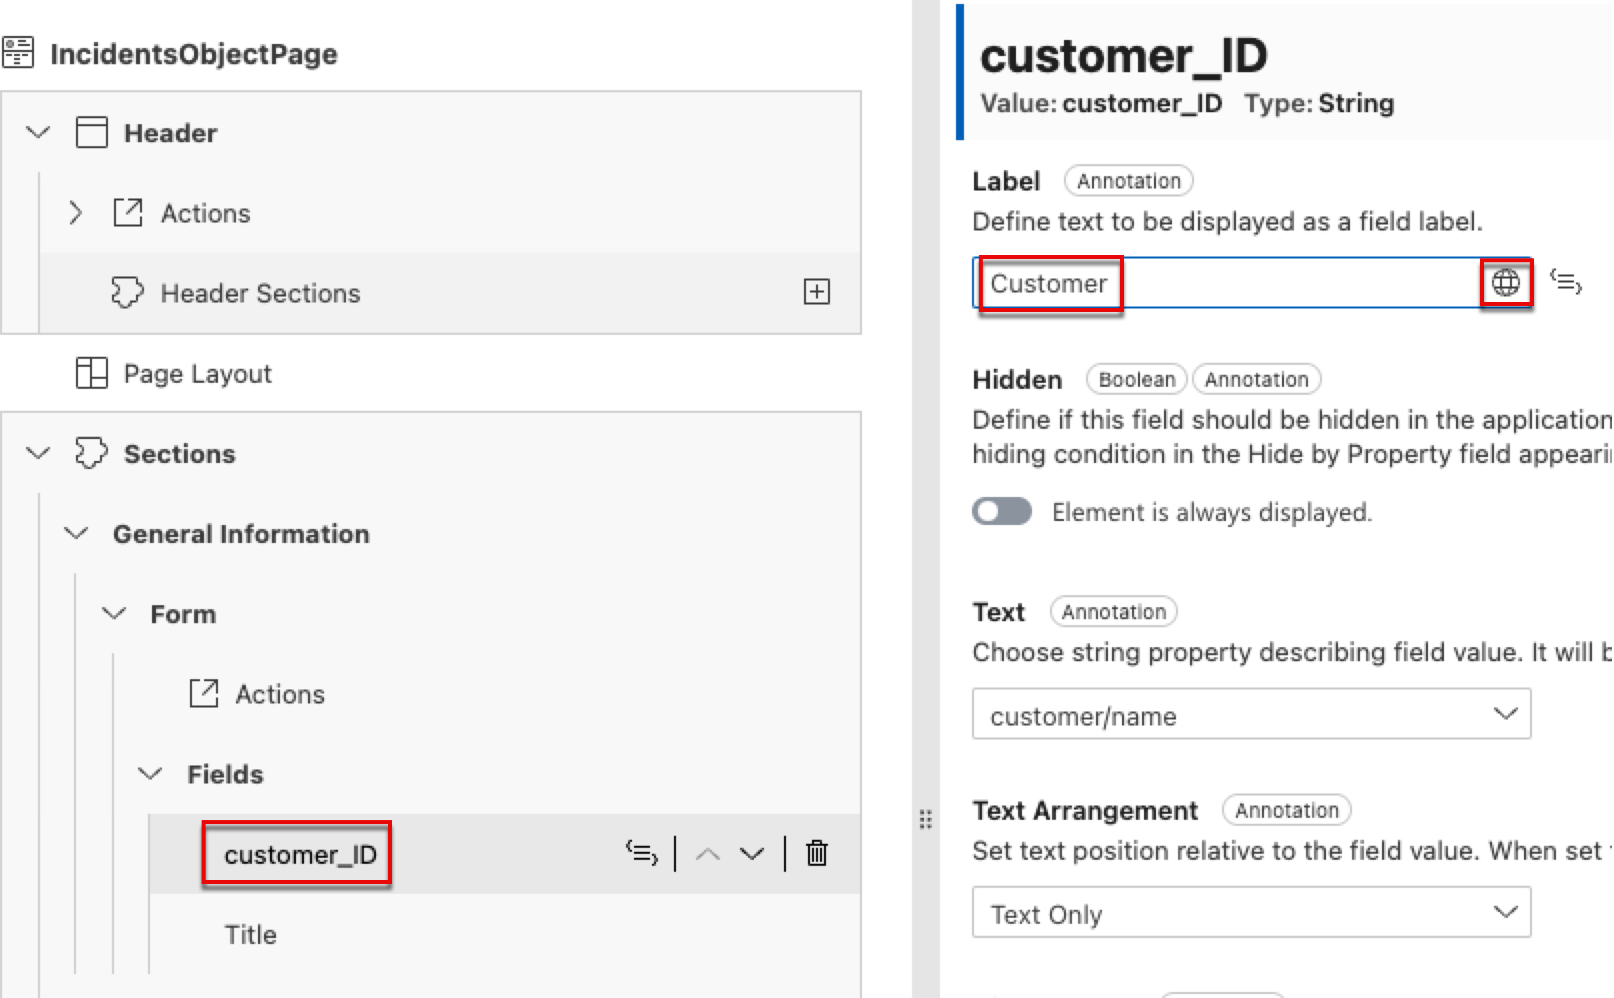 IncidentsObjectPage
Header
Actions
Header Sections
Page Layout
Sections
General Information
Form
Actions
Fields
customer_ID
Title
customer_ID
Value: customer_ID Type: String
Label Annotation
Define text to be displayed as a field label.
Customer
Hidden Boolean Annotation
Define if this field should be hidden in the application
hiding condition in the Hide by Property field
Element is always displayed.
Text Annotation
Choose string property describing field value. It will
customer/name
Text Arrangement Annotation
Set text position relative to the field value. When set
Text Only